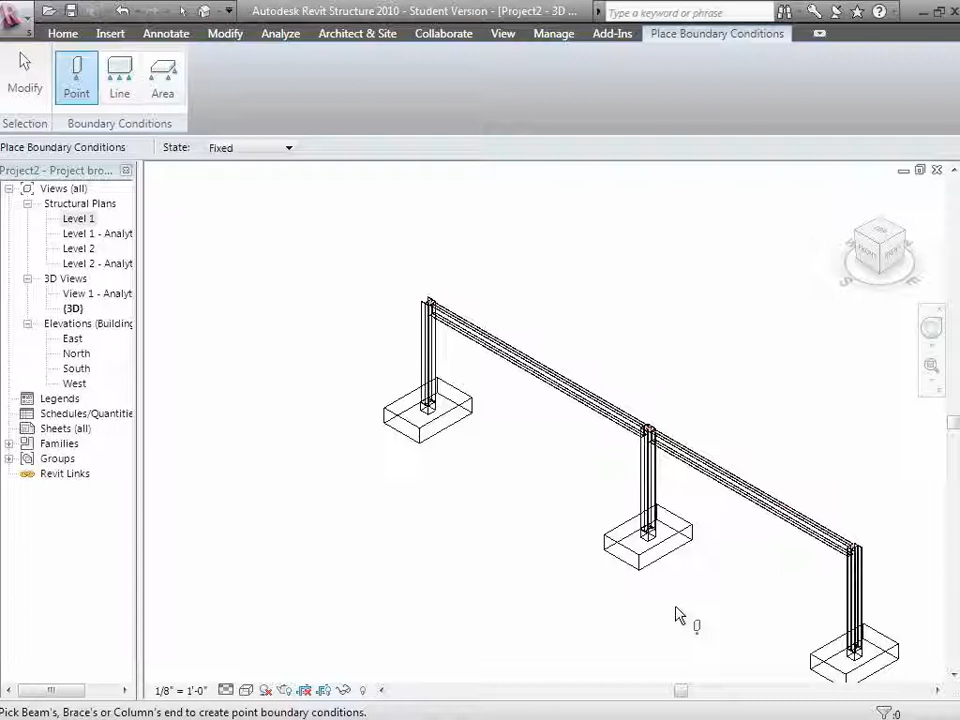 Autodesk Revit Structure 2010 - Student Version - [Project2 - 3D ...
Type a keyword or phrase
Home Insert Annotate Modify Analyze Architect & Site Collaborate View Manage Add-Ins Place Boundary Conditions
Modify Point Line Area
Selection Boundary Conditions
Place Boundary Conditions State: Fixed
Project2 - Project bro...
Views (all)
Structural Plans
Level 1
Level 1 - Analyt
Level 2
Level 2 - Analyt
3D Views
View 1 - Analyt
{3D}
Elevations (Building
East
North
South
West
Legends
Schedules/Quantitie
Sheets (all)
Families
Groups
Revit Links
FRONT
1/8" = 1'-0"
Pick Beam's, Brace's or Column's end to create point boundary conditions.
:0